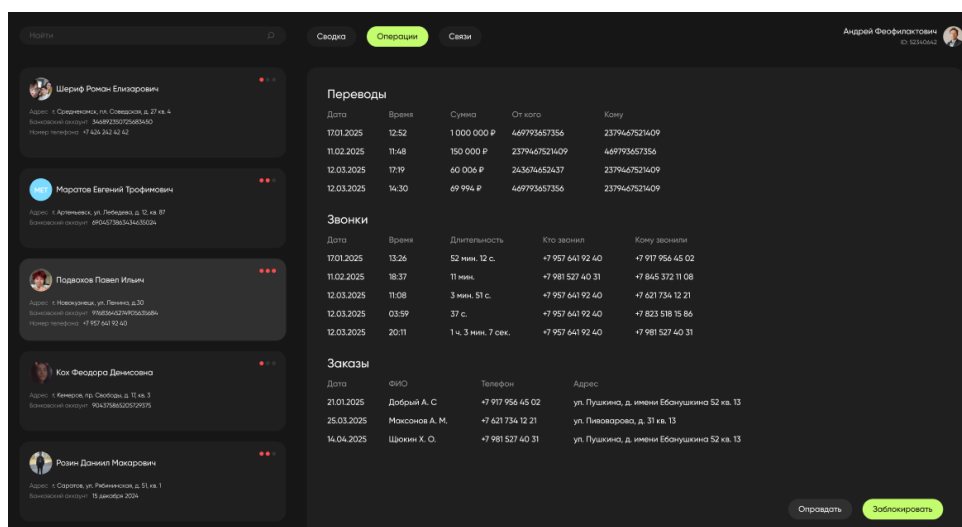 Найти
Сводка Операции Связи
Андрей Феофилактович
ID: 52340642
Шериф Роман Елизарович
Адрес г. Среднекамск, пл. Советская, д. 27 кв. 4
Банковский аккаунт 346892350725683450
Номер телефона +7 424 242 42 42
МЕТ
Маратов Евгений Трофимович
Адрес г. Артемьевск, ул. Лебедева, д. 12, кв. 87
Банковский аккаунт 6904573863434635024
Подвохов Павел Ильич
Адрес г. Новокузнецк, ул. Ленина, д.30
Банковский аккаунт
Номер телефона +7 957 641 92 40
Кох Феодора Денисовна
Адрес г. Кемеров, пр. Свободы, д. 17, кв. 3
Банковский аккаунт 904375865205729375
Розин Даниил Макарович
Адрес г. Саратов, ул. Рябининская, д. 51, кв. 1
Банковский аккаунт 15 декабря 2024
Переводы
Дата Время Сумма От кого Кому
17.01.2025 12:52 1 000 000 ₽ 469793657356 2379467521409
11.02.2025 11:48 150 000 ₽ 2379467521409 469793657356
12.03.2025 17:19 60 006 ₽ 243674652437 2379467521409
12.03.2025 14:30 69 994 ₽ 469793657356 2379467521409
Звонки
Дата Время Длительность Кто звонил Кому звонили
17.01.2025 13:26 52 мин. 12 с. +7 957 641 92 40 +7 917 956 45 02
11.02.2025 18:37 11 мин. +7 981 527 40 31 +7 845 372 11 08
12.03.2025 11:08 3 мин. 51 с. +7 957 641 92 40 +7 621 734 12 21
12.03.2025 03:59 37 с. +7 957 641 92 40 +7 823 518 15 86
12.03.2025 20:11 1 ч. 3 мин. 7 сек. +7 957 641 92 40 +7 981 527 40 31
Заказы
Дата ФИО Телефон Адрес
21.01.2025 Добрый А. С +7 917 956 45 02 ул. Пушкина, д. имени Ебанушкина 52 кв. 13
25.03.2025 Максонов А. М. +7 621 734 12 21 ул. Пивоварова, д. 31 кв. 13
14.04.2025 Щюкин Х. О. +7 981 527 40 31 ул. Пушкина, д. имени Ебанушкина 52 кв. 13
Оправдать Заблокировать